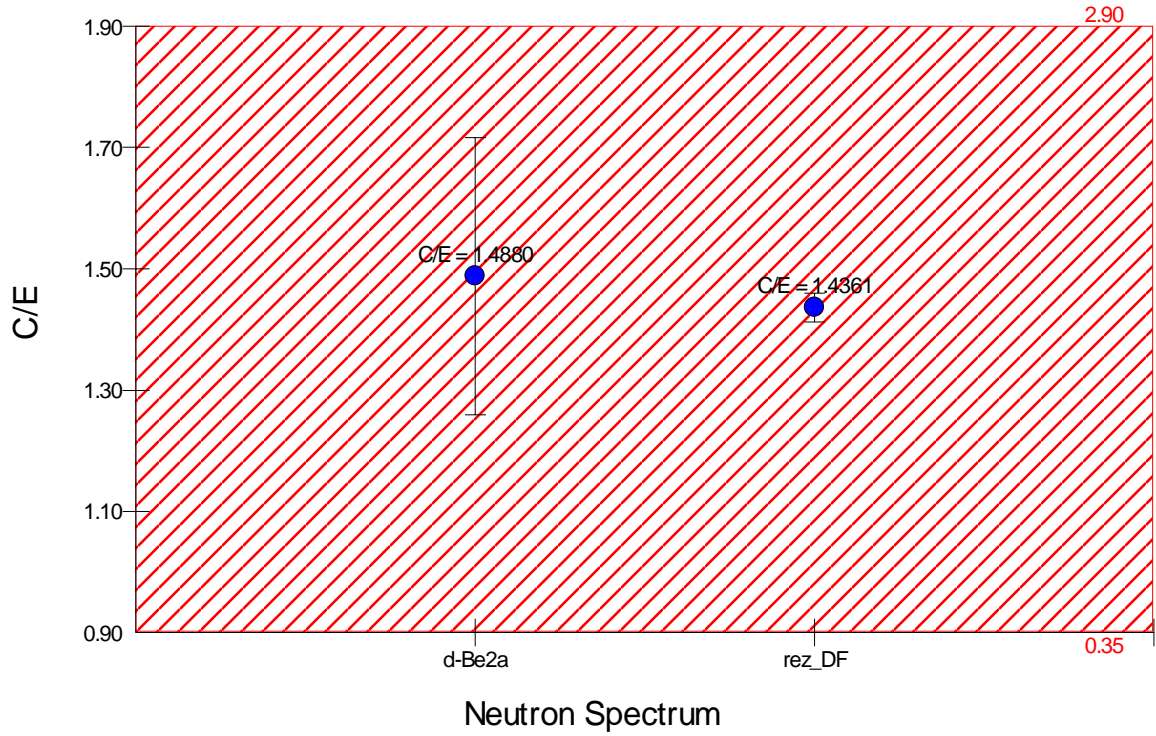 2.90
1.90
1.70
C/E = 1.4880
1.50
C/E = 1.4361
C/E
1.30
1.10
0.90
0.35
d-Be2a
rez_DF
Neutron Spectrum